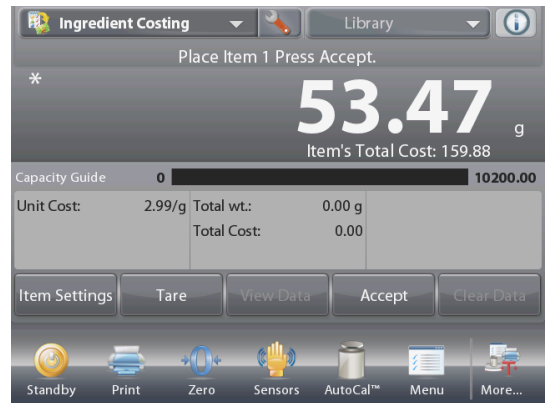 Ingredient Costing
Library
Place Item 1 Press Accept.
*
53.47 g
Item's Total Cost: 159.88
Capacity Guide 0 10200.00
Unit Cost: 2.99/g Total wt.: 0.00 g
Total Cost: 0.00
Item Settings Tare View Data Accept Clear Data
Standby Print Zero Sensors AutoCal™ Menu More...